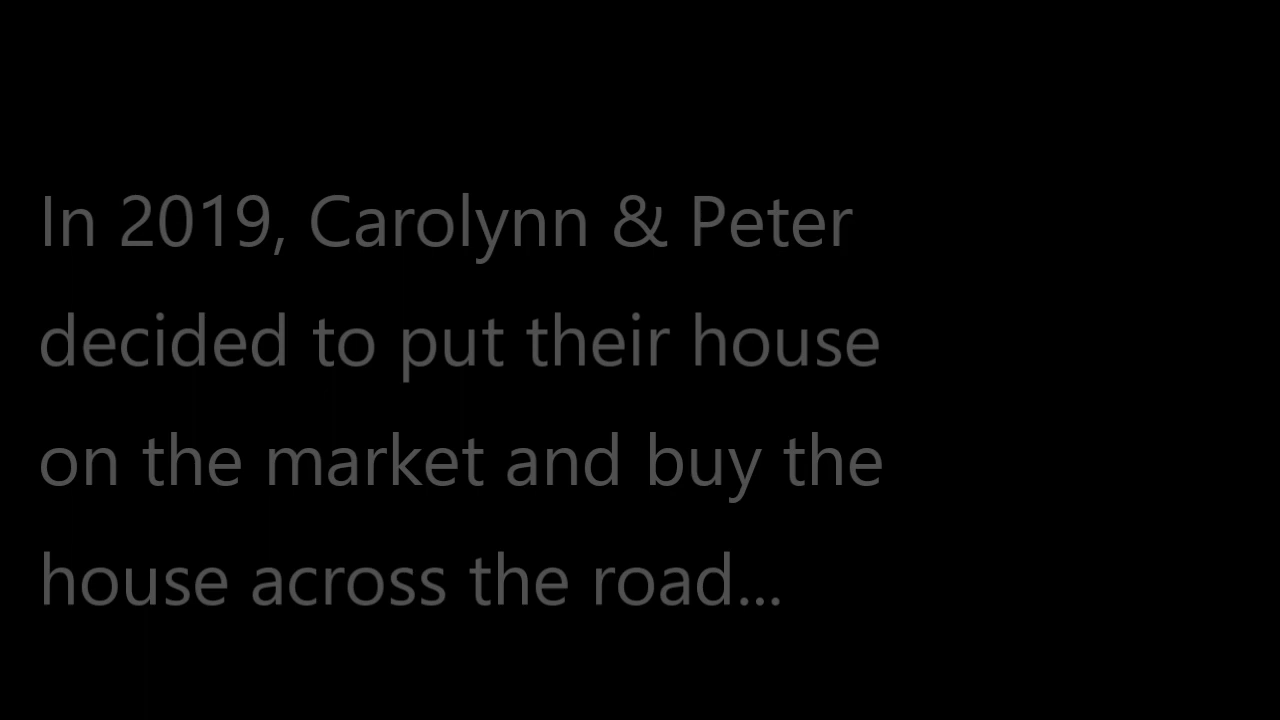 In 2019, Carolynn & Peter
decided to put their house
on the market and buy the
house across the road...